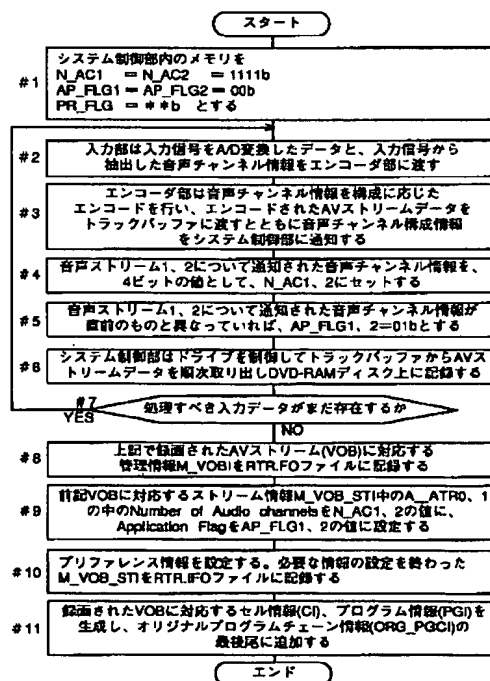 スタート
#1
システム制御部内のメモリを
N_AC1 = N_AC2 = 1111b
AP_FLG1 = AP_FLG2 = 00b
PR_FLG = **b とする
#2
入力部は入力信号をA/D変換したデータと、入力信号から
抽出した音声チャンネル情報をエンコーダ部に渡す
#3
エンコーダ部は音声チャンネル情報を構成に応じた
エンコードを行い、エンコードされたAVストリームデータを
トラックバッファに渡すとともに音声チャンネル構成情報
をシステム制御部に通知する
#4
音声ストリーム1、2について通知された音声チャンネル情報を、
4ビットの値として、N_AC1、2にセットする
#5
音声ストリーム1、2について通知された音声チャンネル情報が
直前のものと異なっていれば、AP_FLG1、2=01bとする
#6
システム制御部はドライブを制御してトラックバッファからAVス
トリームデータを順次取り出しDVD-RAMディスク上に記録する
#7
YES
処理すべき入力データがまだ存在するか
NO
#8
上記で録画されたAVストリーム(VOB)に対応する
管理情報M_VOBIをRTR.IFOファイルに記録する
#9
前記VOBに対応するストリーム情報M_VOB_STI中のA_ATR0、1
の中のNumber of Audio channelsをN_AC1、2の値に、
Application FlagをAP_FLG1、2の値に設定する
#10
プリファレンス情報を設定する。必要な情報の設定を終わった
M_VOB_STIをRTR.IFOファイルに記録する
#11
録画されたVOBに対応するセル情報(CI)、プログラム情報(PGI)を
生成し、オリジナルプログラムチェーン情報(ORG_PGCI)の
最後尾に追加する
エンド